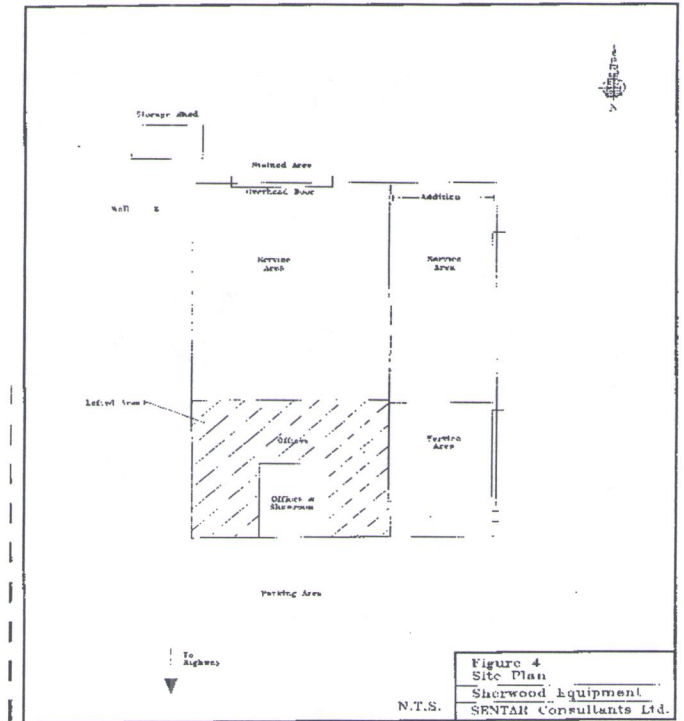 Storage Shed
Stained Area
Overhead Door
Addition
Well
Service
Area
Service
Area
Lofted Area
Offices
Service
Area
Offices &
Showroom
Parking Area
To
Highway
N.T.S.
Figure 4
Site Plan
Sherwood Equipment
SENTAR Consultants Ltd.